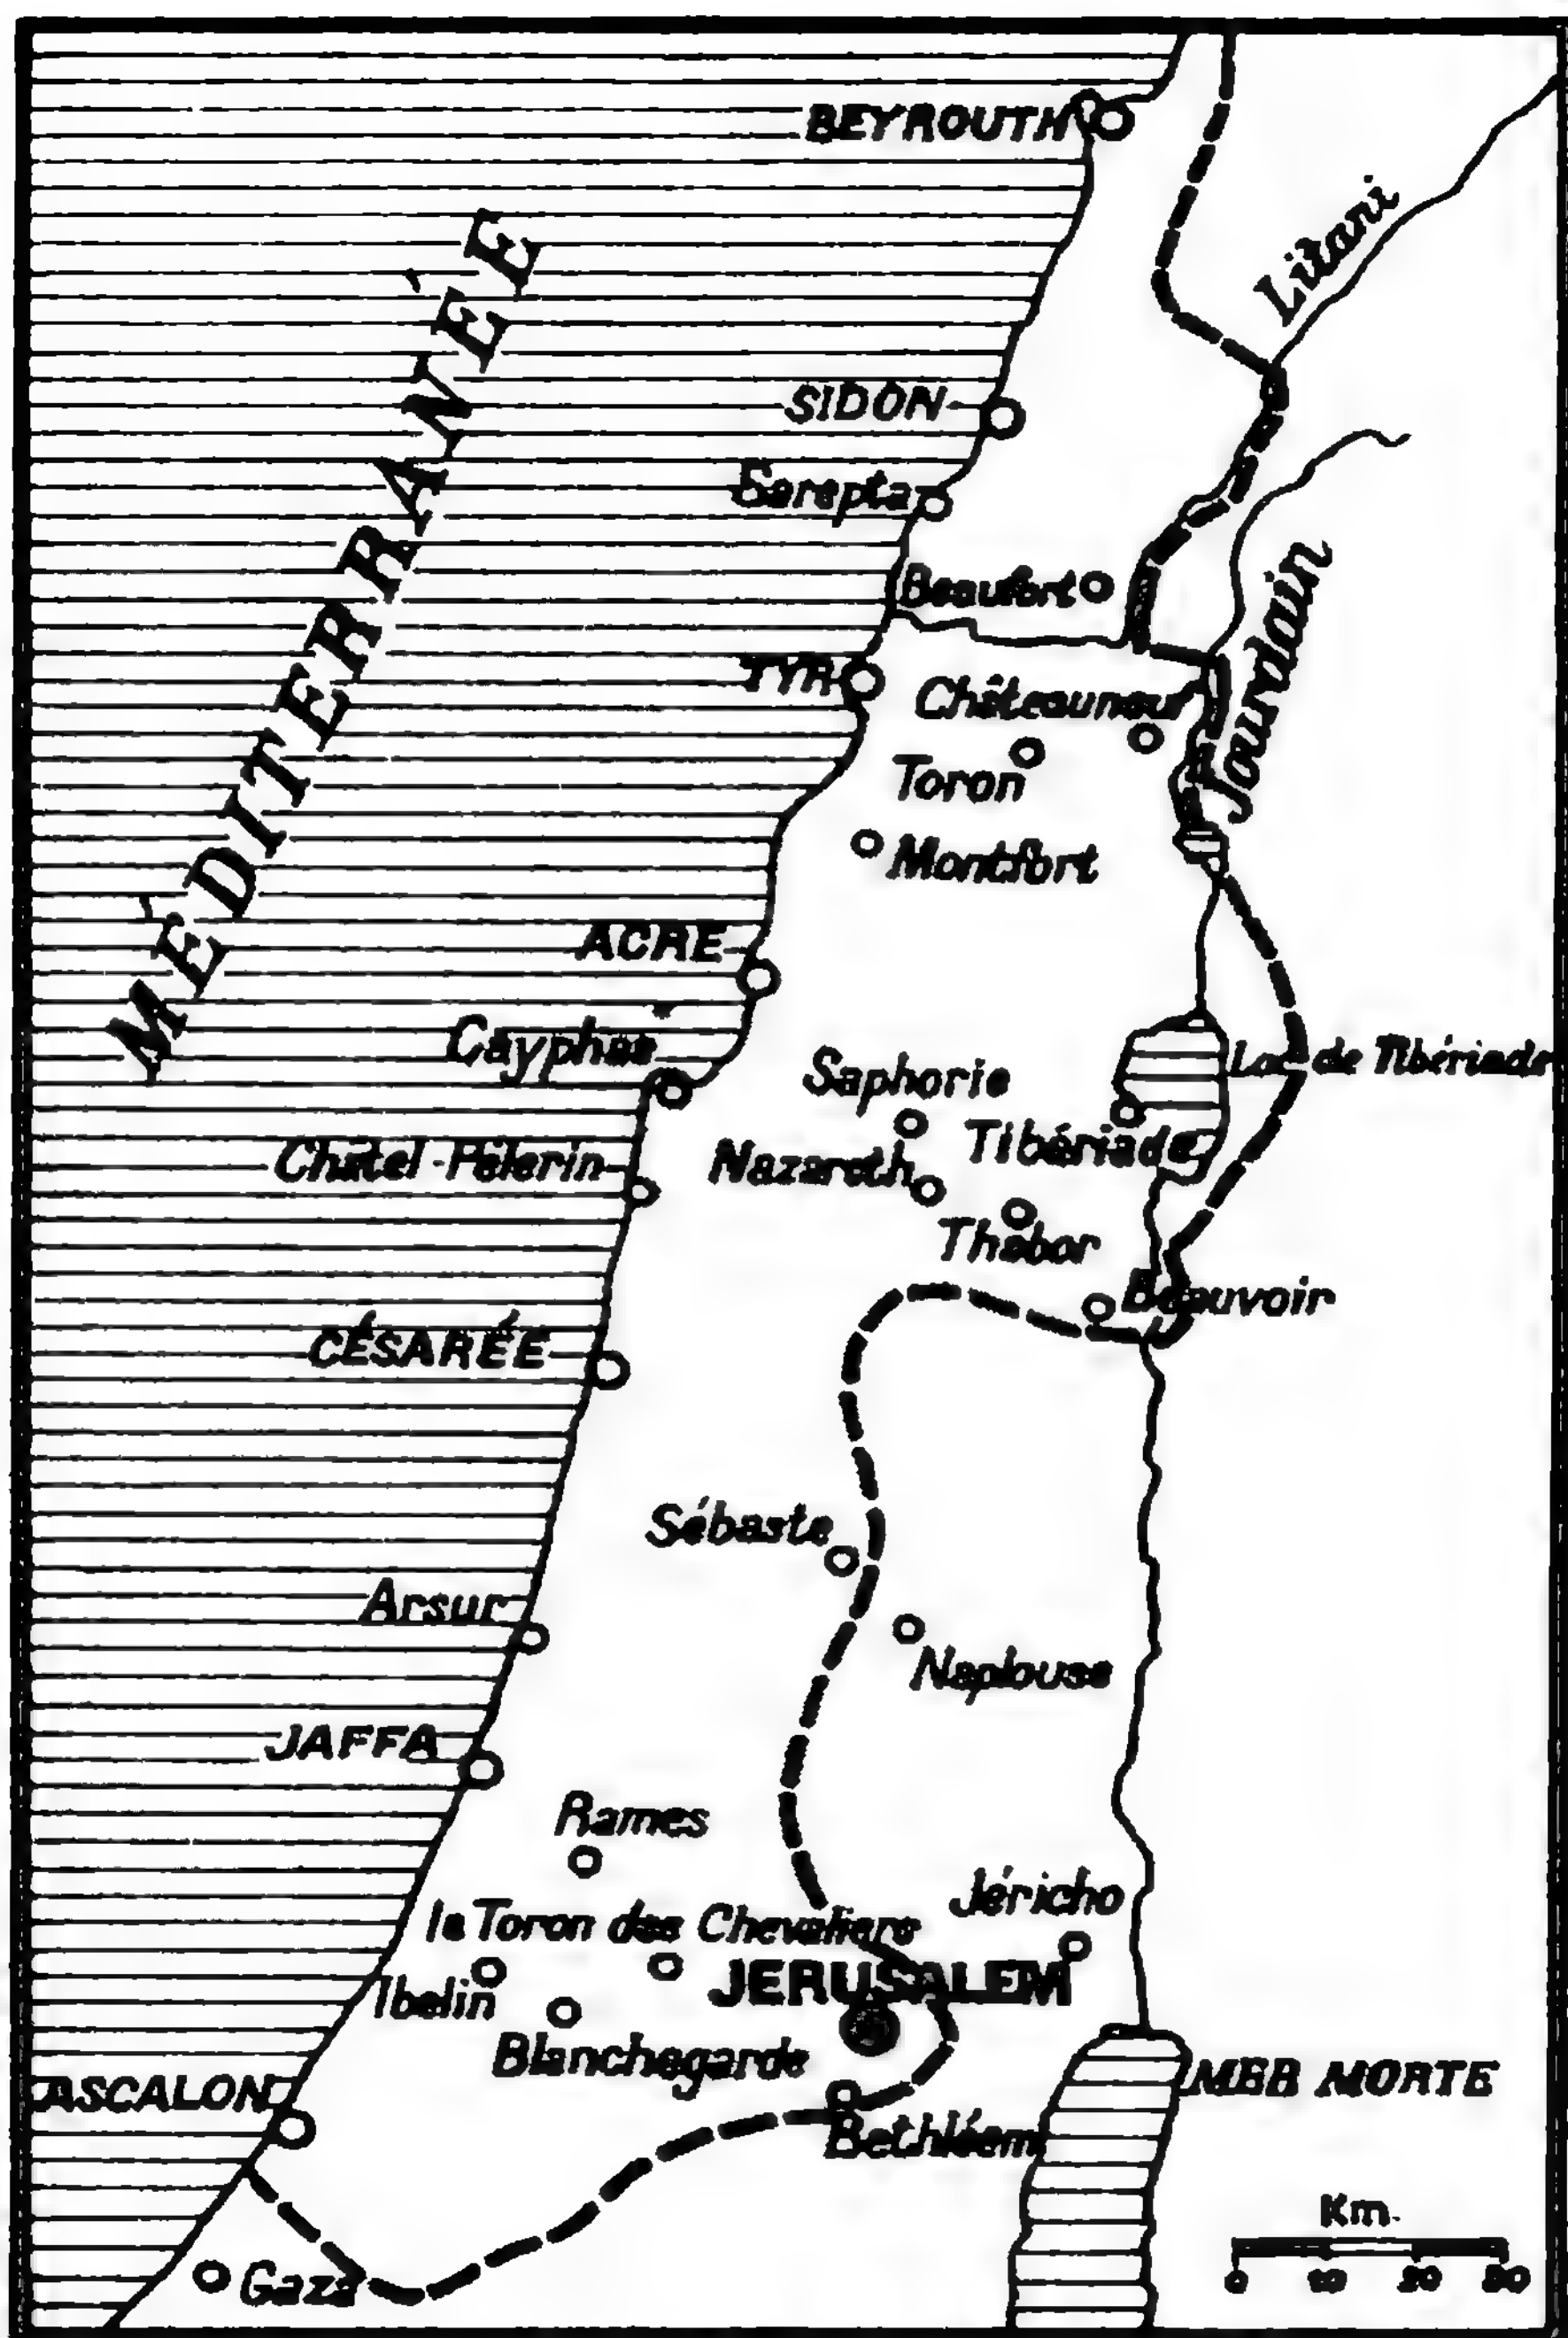 BEYROUTH
Litani
MÉDITERRANÉE
SIDON
Sarepta
Beaufort
Jourdain
TYR
Châteauneuf
Toron
Montfort
ACRE
Cayphas
Saphorie
Lac de Tibériade
Tibériade
Châtel-Pèlerin
Nazareth
Thabor
Beauvoir
CÉSARÉE
Sébaste
Arsur
Naplouse
JAFFA
Rames
Jéricho
le Toron des Chevaliers
JERUSALEM
Ibelin
Blanchegarde
MER MORTE
ASCALON
Bethléem
Km.
Gaza
0 10 20 30